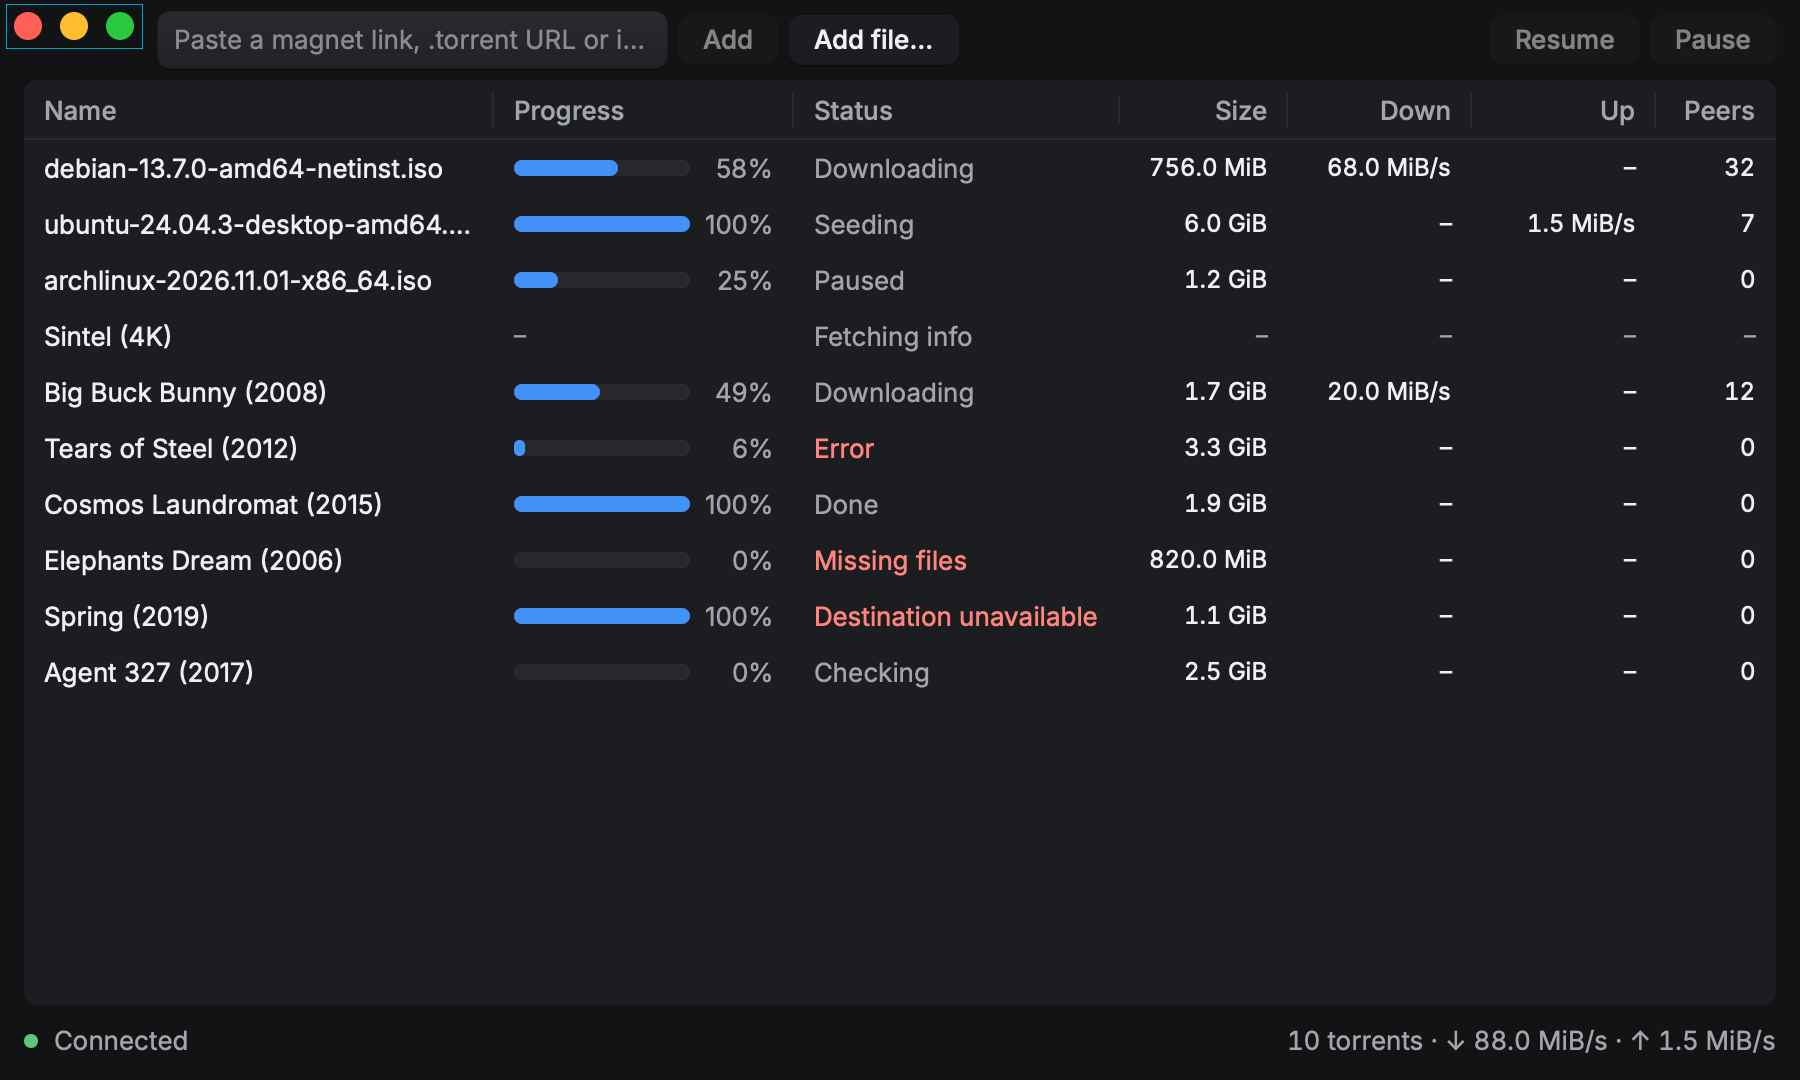 Paste a magnet link, .torrent URL or i... Add Add file... Resume Pause
Name Progress Status Size Down Up Peers
debian-13.7.0-amd64-netinst.iso 58% Downloading 756.0 MiB 68.0 MiB/s – 32
ubuntu-24.04.3-desktop-amd64.... 100% Seeding 6.0 GiB – 1.5 MiB/s 7
archlinux-2026.11.01-x86_64.iso 25% Paused 1.2 GiB – – 0
Sintel (4K) – Fetching info – – – –
Big Buck Bunny (2008) 49% Downloading 1.7 GiB 20.0 MiB/s – 12
Tears of Steel (2012) 6% Error 3.3 GiB – – 0
Cosmos Laundromat (2015) 100% Done 1.9 GiB – – 0
Elephants Dream (2006) 0% Missing files 820.0 MiB – – 0
Spring (2019) 100% Destination unavailable 1.1 GiB – – 0
Agent 327 (2017) 0% Checking 2.5 GiB – – 0
Connected 10 torrents · ↓ 88.0 MiB/s · ↑ 1.5 MiB/s